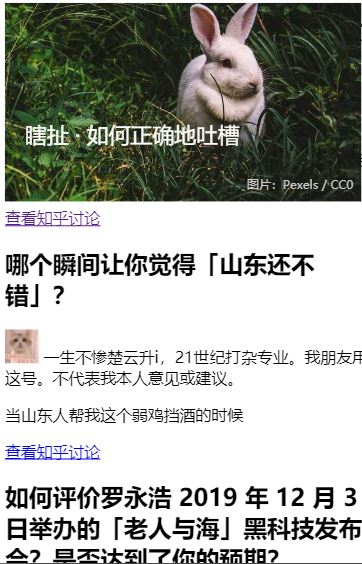 瞎扯 · 如何正确地吐槽
图片：Pexels / CC0
查看知乎讨论
哪个瞬间让你觉得「山东还不
错」？
一生不惨楚云升i，21世纪打杂专业。我朋友用
这号。不代表我本人意见或建议。
当山东人帮我这个弱鸡挡酒的时候
查看知乎讨论
如何评价罗永浩 2019 年 12 月 3
日举办的「老人与海」黑科技发布
会？是否达到了你的预期？